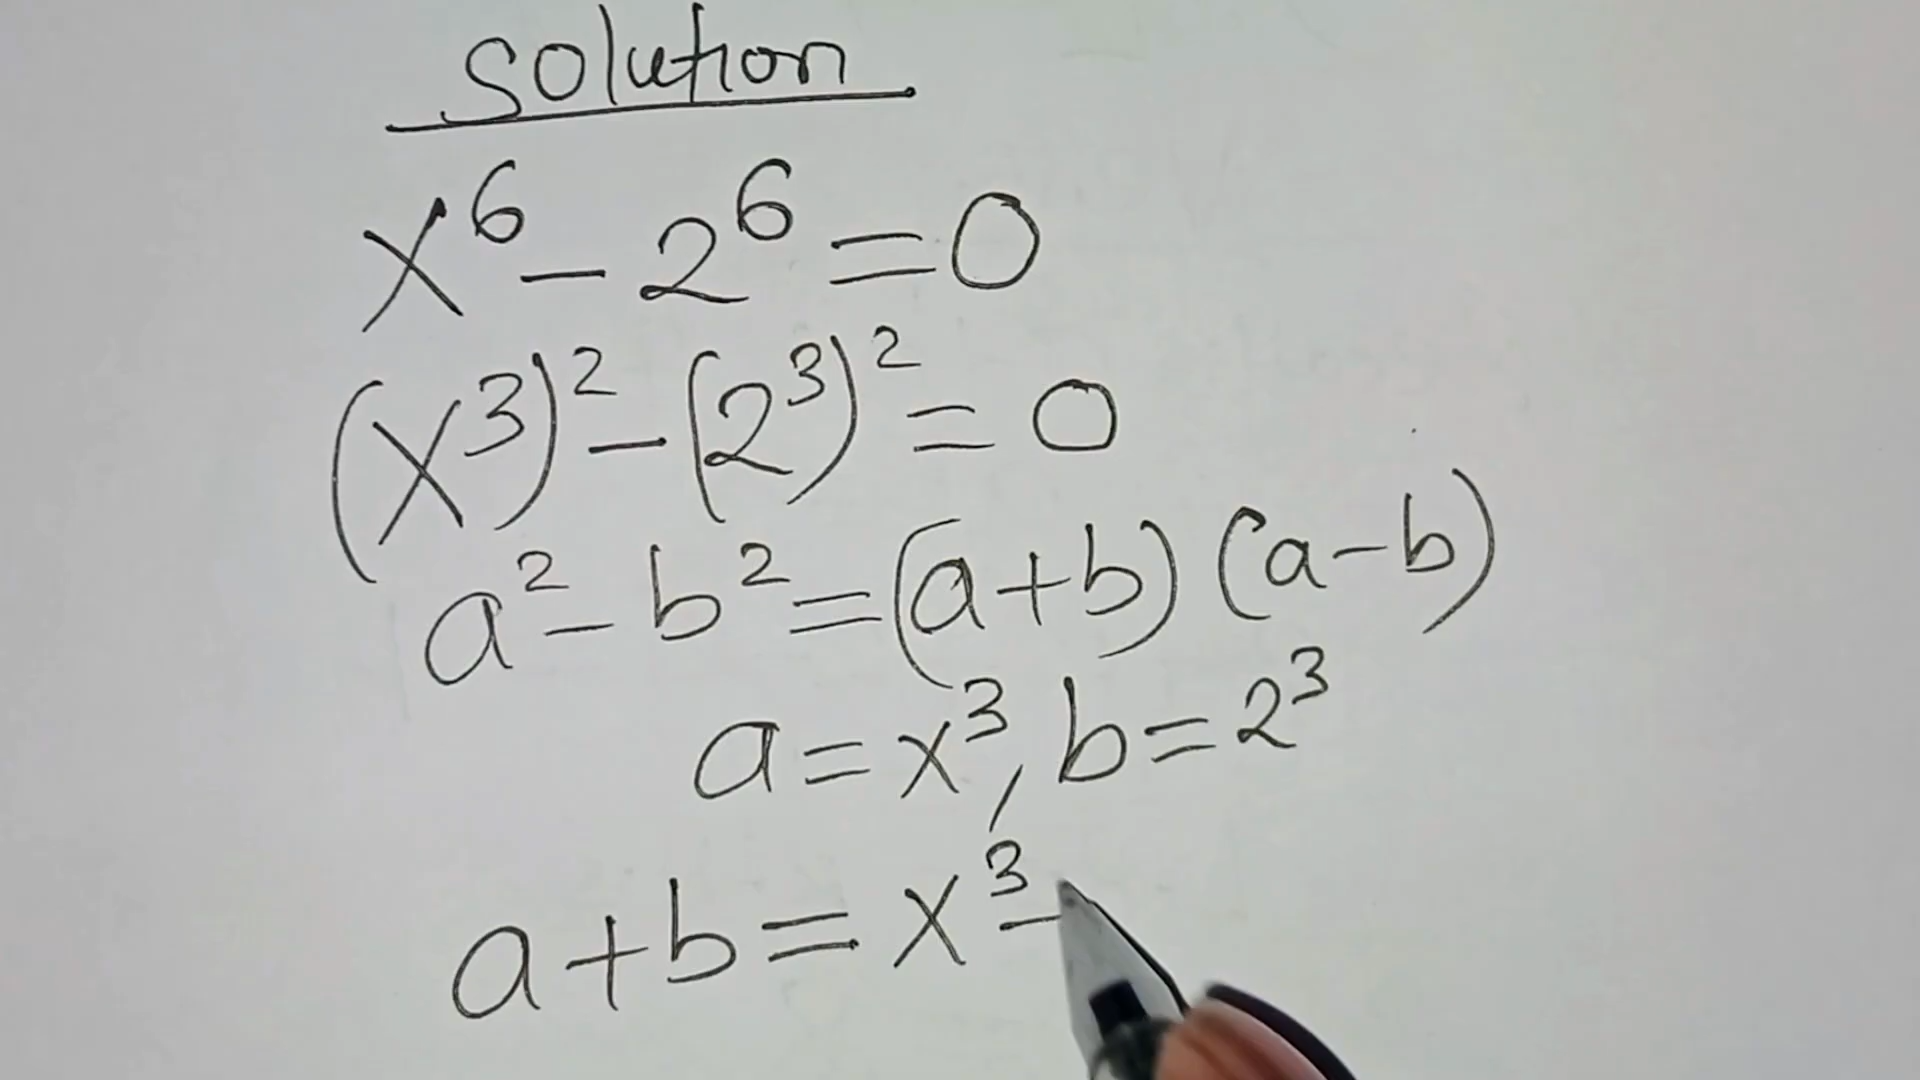 Solution
x⁶ - 2⁶ = 0
(x³)² - (2³)² = 0
a² - b² = (a+b) (a-b)
a = x³, b = 2³
a + b = x³ -